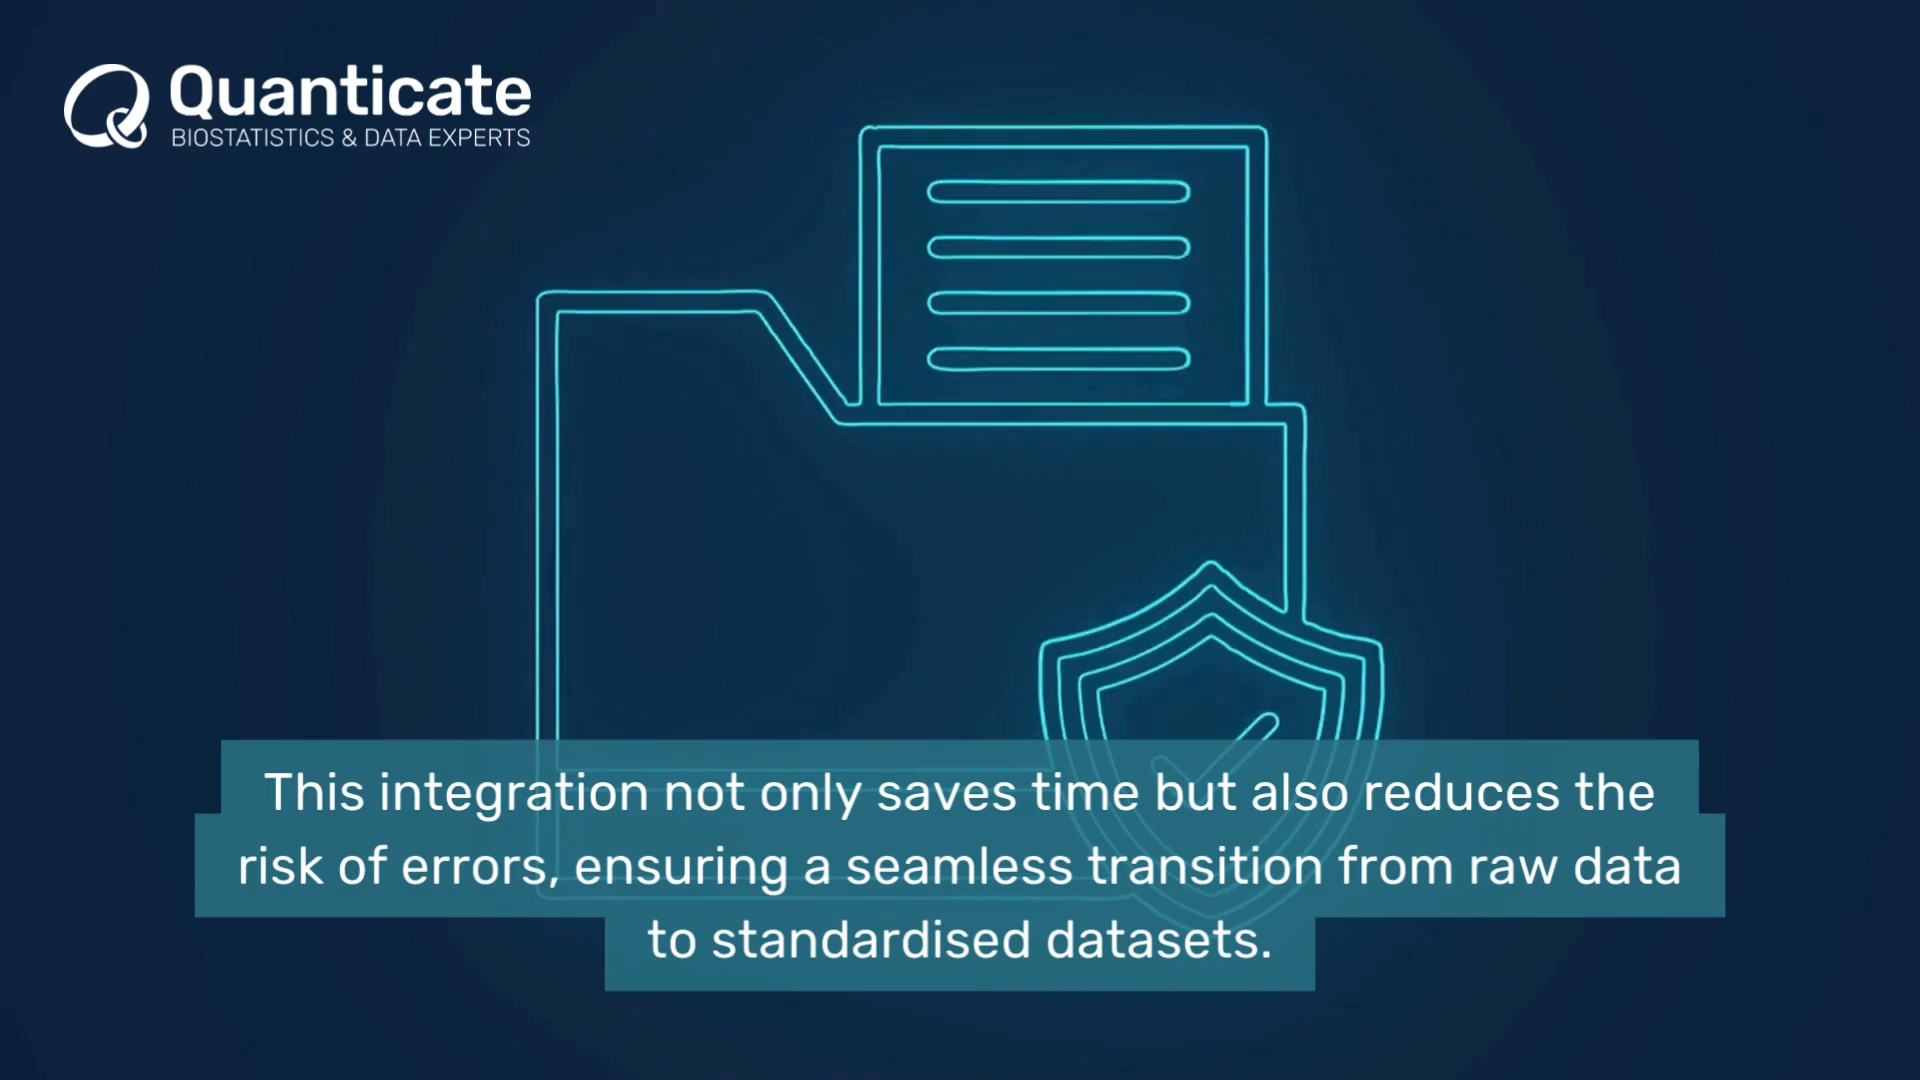 Quanticate
BIOSTATISTICS & DATA EXPERTS
This integration not only saves time but also reduces the
risk of errors, ensuring a seamless transition from raw data
to standardised datasets.